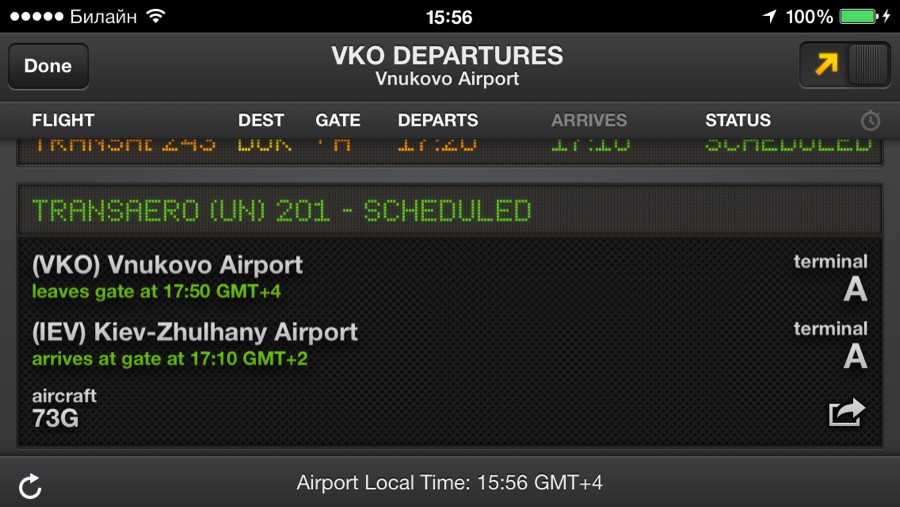 Билайн 15:56 100%
Done VKO DEPARTURES
Vnukovo Airport
FLIGHT DEST GATE DEPARTS ARRIVES STATUS
243 17:20 17:10 SCHEDULED
TRANSAERO (UN) 201 - SCHEDULED
(VKO) Vnukovo Airport terminal
leaves gate at 17:50 GMT+4 A
(IEV) Kiev-Zhulhany Airport terminal
arrives at gate at 17:10 GMT+2 A
aircraft
73G
Airport Local Time: 15:56 GMT+4